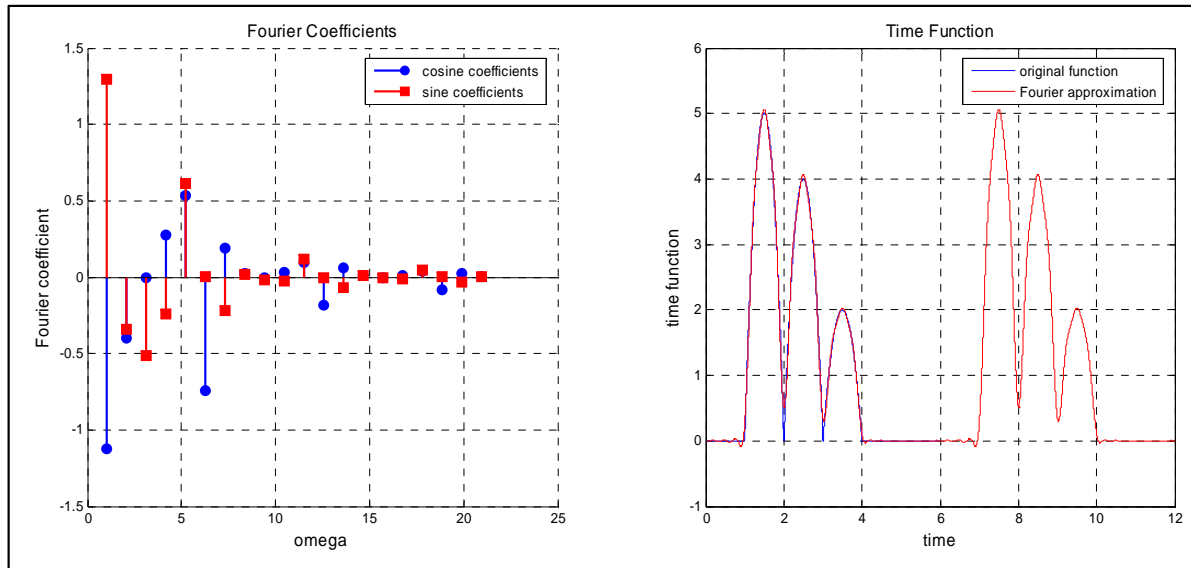 Fourier Coefficients
1.5
1
0.5
0
-0.5
-1
-1.5
0 5 10 15 20 25
Fourier coefficient
omega
cosine coefficients
sine coefficients
Time Function
6
5
4
3
2
1
0
-1
0 2 4 6 8 10 12
time function
time
original function
Fourier approximation